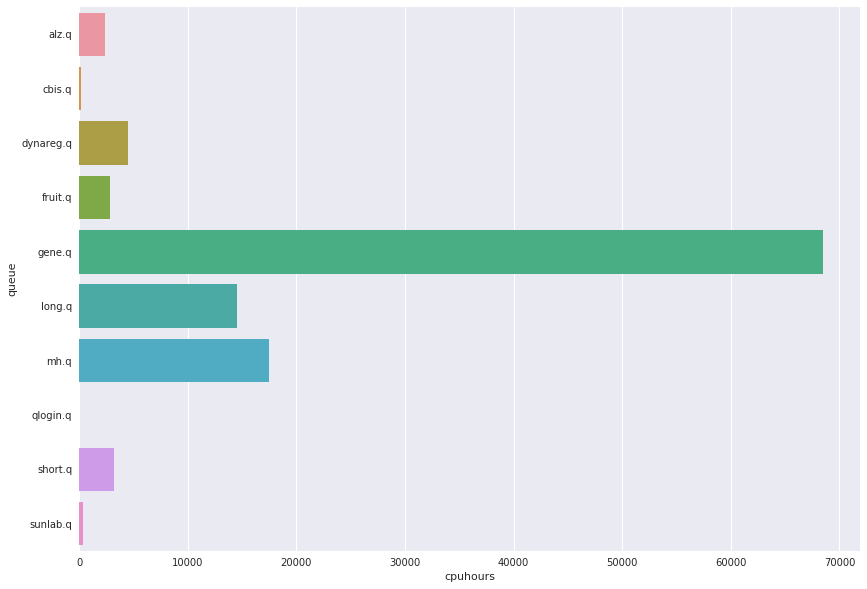 alz.q
cbis.q
dynareg.q
fruit.q
gene.q
long.q
mh.q
qlogin.q
short.q
sunlab.q
queue
0 10000 20000 30000 40000 50000 60000 70000
cpuhours